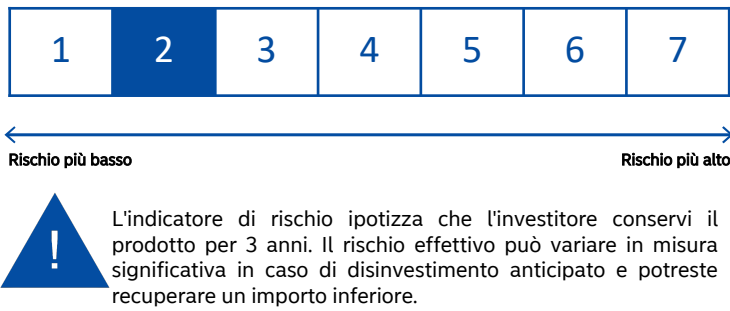 1 2 3 4 5 6 7
Rischio più basso Rischio più alto
!
L'indicatore di rischio ipotizza che l'investitore conservi il
prodotto per 3 anni. Il rischio effettivo può variare in misura
significativa in caso di disinvestimento anticipato e potreste
recuperare un importo inferiore.